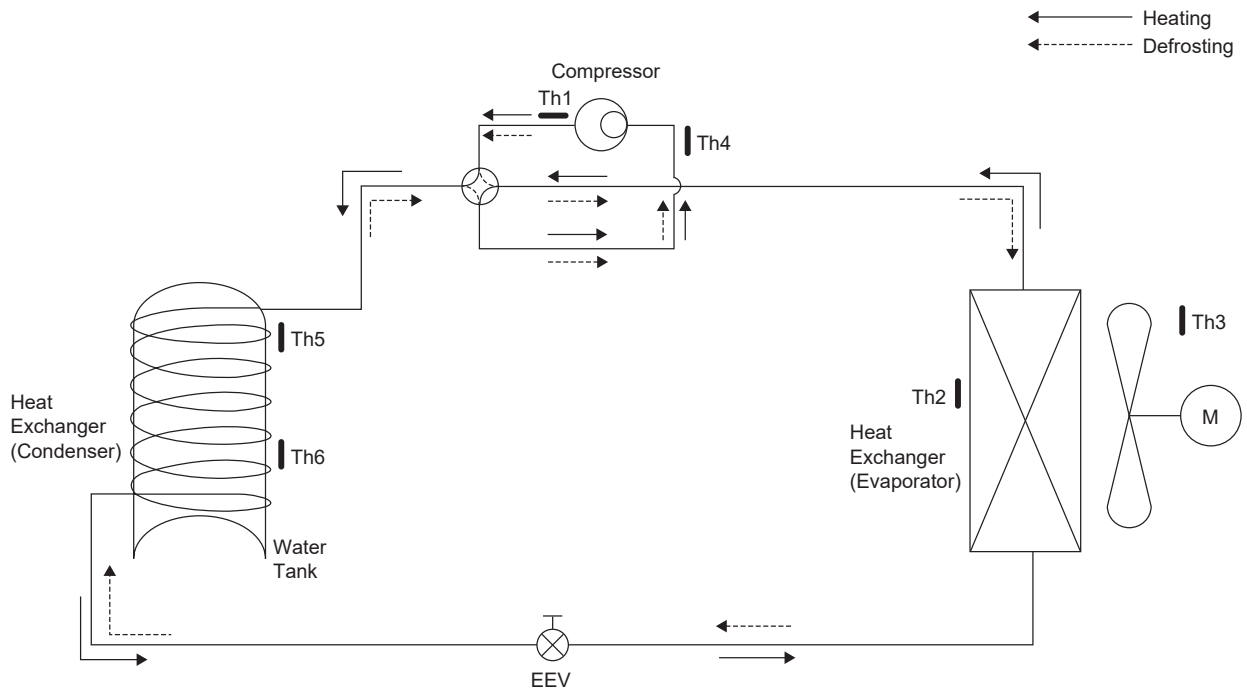 Heating
Defrosting
Compressor
Th1
Th4
Th5
Th3
Th2
Heat
Exchanger
(Condenser)
M
Heat
Exchanger
(Evaporator)
Th6
Water
Tank
EEV